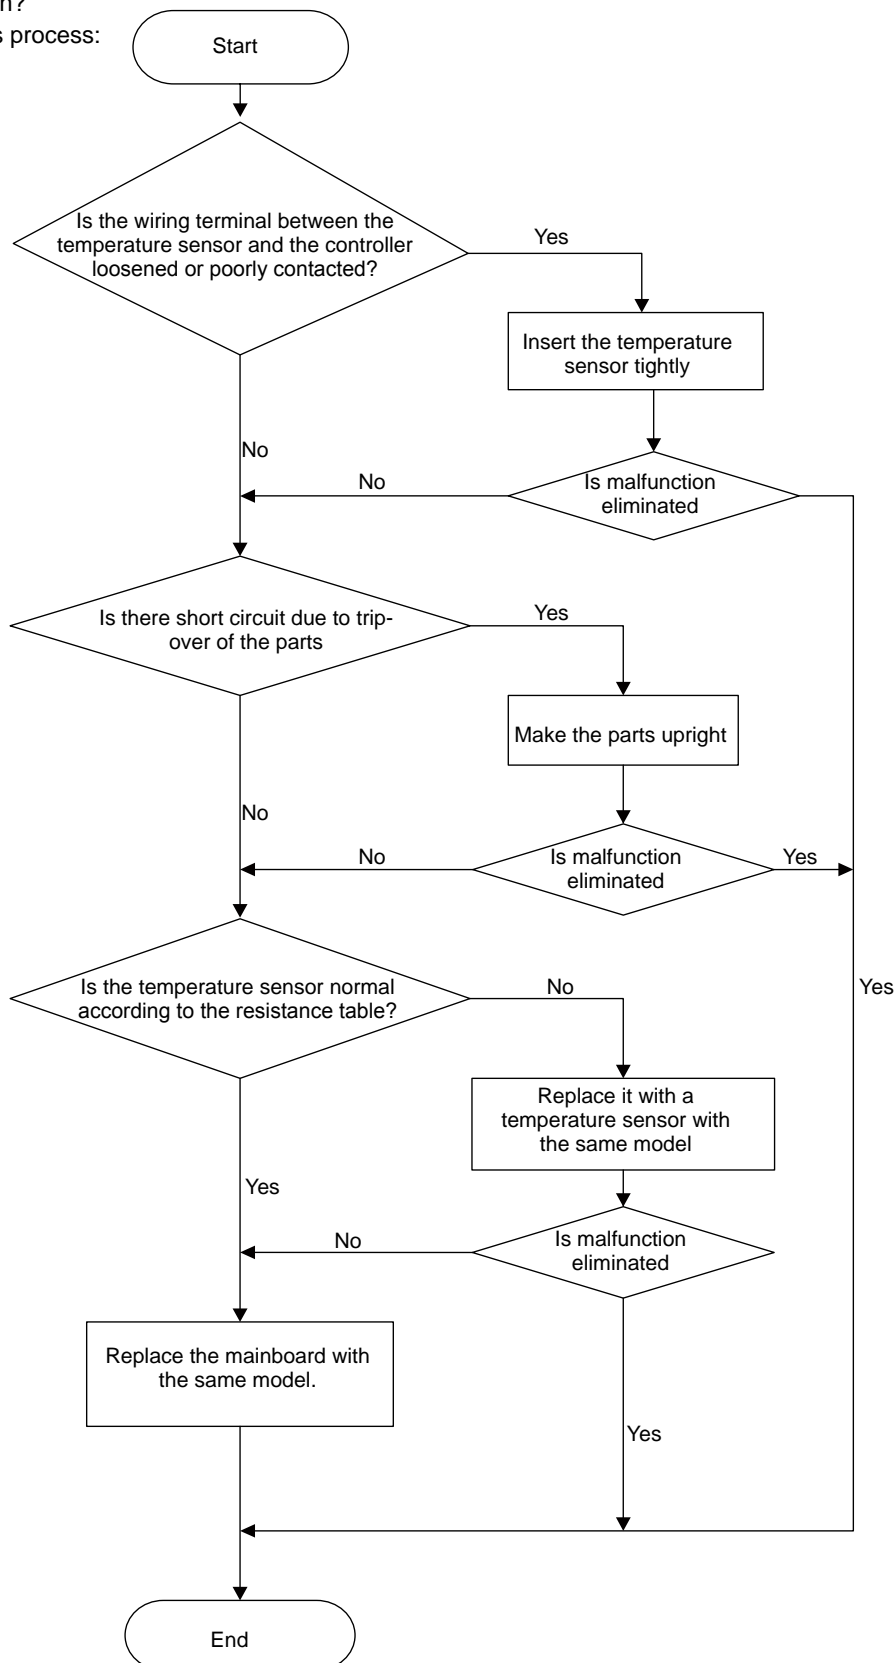 n?
s process:
Start
Is the wiring terminal between the
temperature sensor and the controller
loosened or poorly contacted?
Yes
Insert the temperature
sensor tightly
No
No
Is malfunction
eliminated
Is there short circuit due to trip-
over of the parts
Yes
Make the parts upright
No
No
Is malfunction
eliminated
Yes
Is the temperature sensor normal
according to the resistance table?
No
Yes
Replace it with a
temperature sensor with
the same model
Yes
No
Is malfunction
eliminated
Replace the mainboard with
the same model.
Yes
End